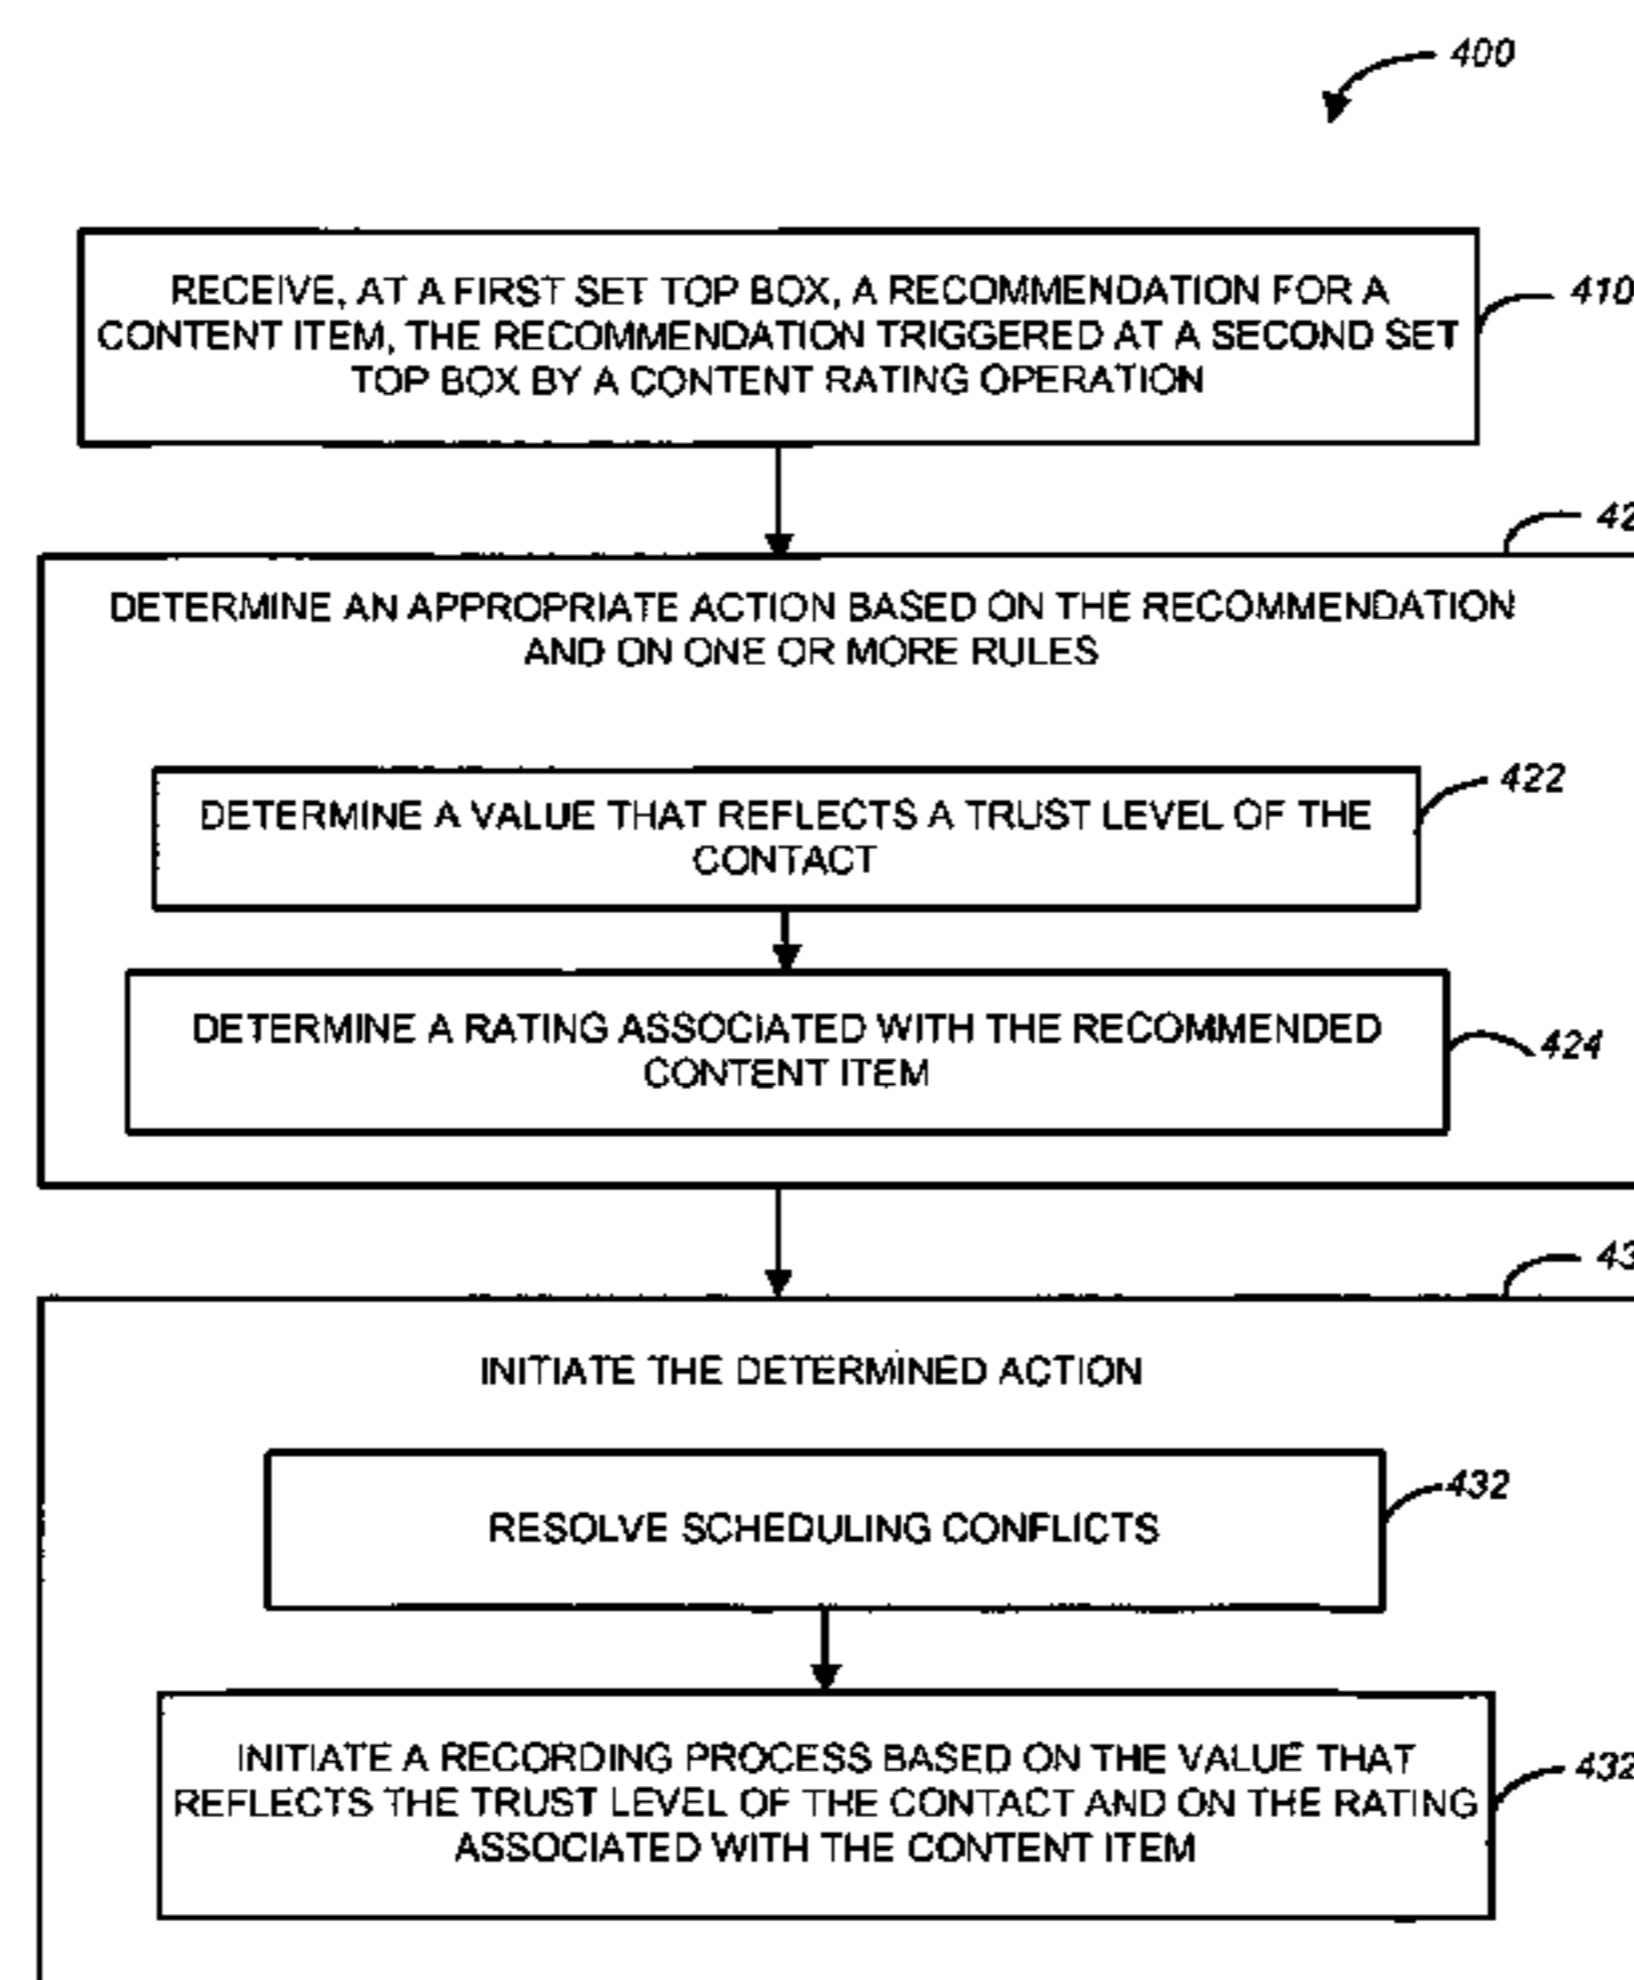 400
RECEIVE, AT A FIRST SET TOP BOX, A RECOMMENDATION FOR A
CONTENT ITEM, THE RECOMMENDATION TRIGGERED AT A SECOND SET
TOP BOX BY A CONTENT RATING OPERATION
410
42
DETERMINE AN APPROPRIATE ACTION BASED ON THE RECOMMENDATION
AND ON ONE OR MORE RULES
422
DETERMINE A VALUE THAT REFLECTS A TRUST LEVEL OF THE
CONTACT
DETERMINE A RATING ASSOCIATED WITH THE RECOMMENDED
CONTENT ITEM
424
43
INITIATE THE DETERMINED ACTION
432
RESOLVE SCHEDULING CONFLICTS
INITIATE A RECORDING PROCESS BASED ON THE VALUE THAT
REFLECTS THE TRUST LEVEL OF THE CONTACT AND ON THE RATING
ASSOCIATED WITH THE CONTENT ITEM
432